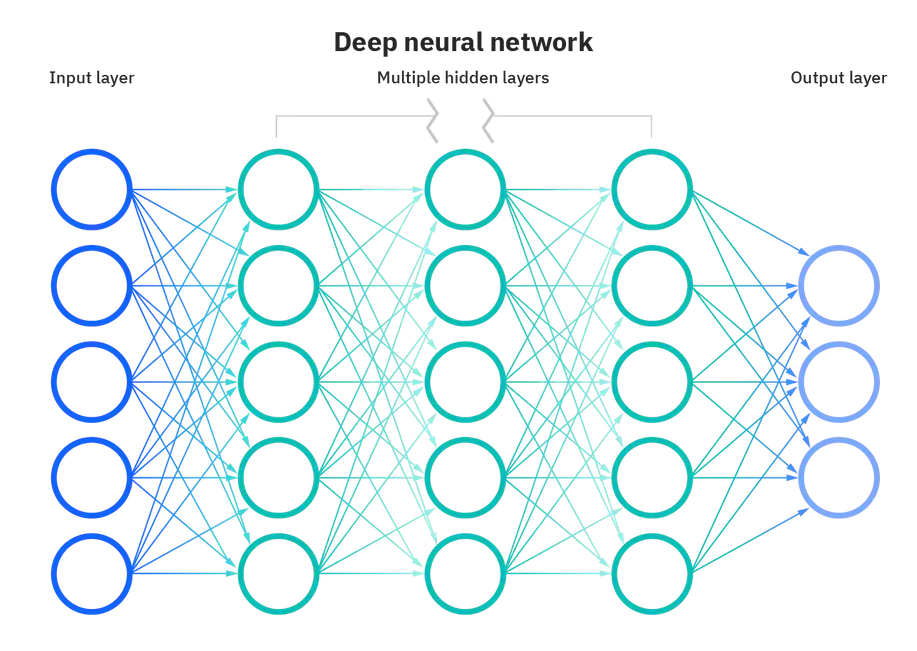 Deep neural network
Input layer
Multiple hidden layers
Output layer